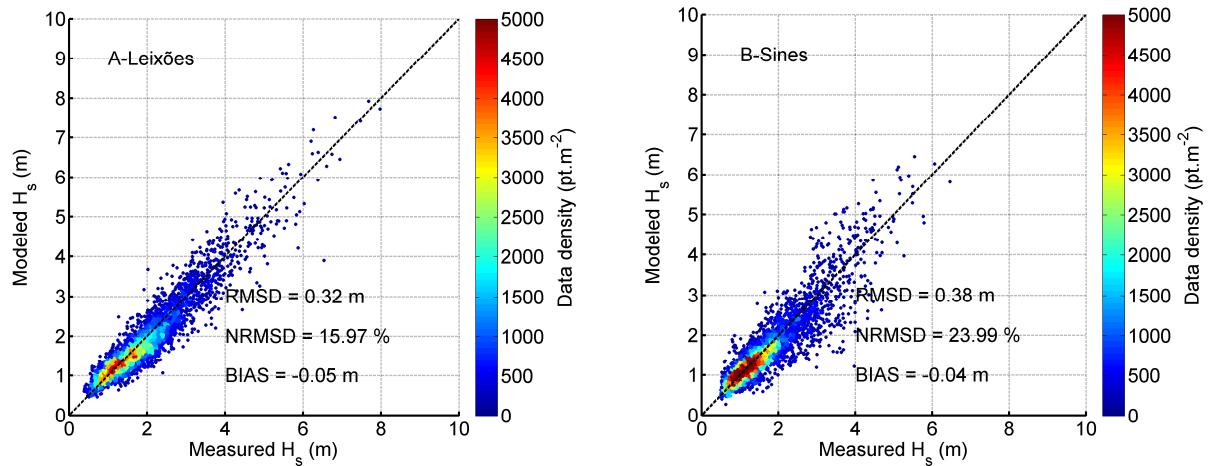 A-Leixões
Modeled Hs (m)
10
9
8
7
6
5
4
3
2
1
0
RMSD = 0.32 m
NRMSD = 15.97 %
BIAS = -0.05 m
0 2 4 6 8 10
Measured Hs (m)
5000
4500
4000
3500
3000
2500
2000
1500
1000
500
0
Data density (pt.m-2)
B-Sines
Modeled Hs (m)
10
9
8
7
6
5
4
3
2
1
0
RMSD = 0.38 m
NRMSD = 23.99 %
BIAS = -0.04 m
0 2 4 6 8 10
Measured Hs (m)
5000
4500
4000
3500
3000
2500
2000
1500
1000
500
0
Data density (pt.m-2)